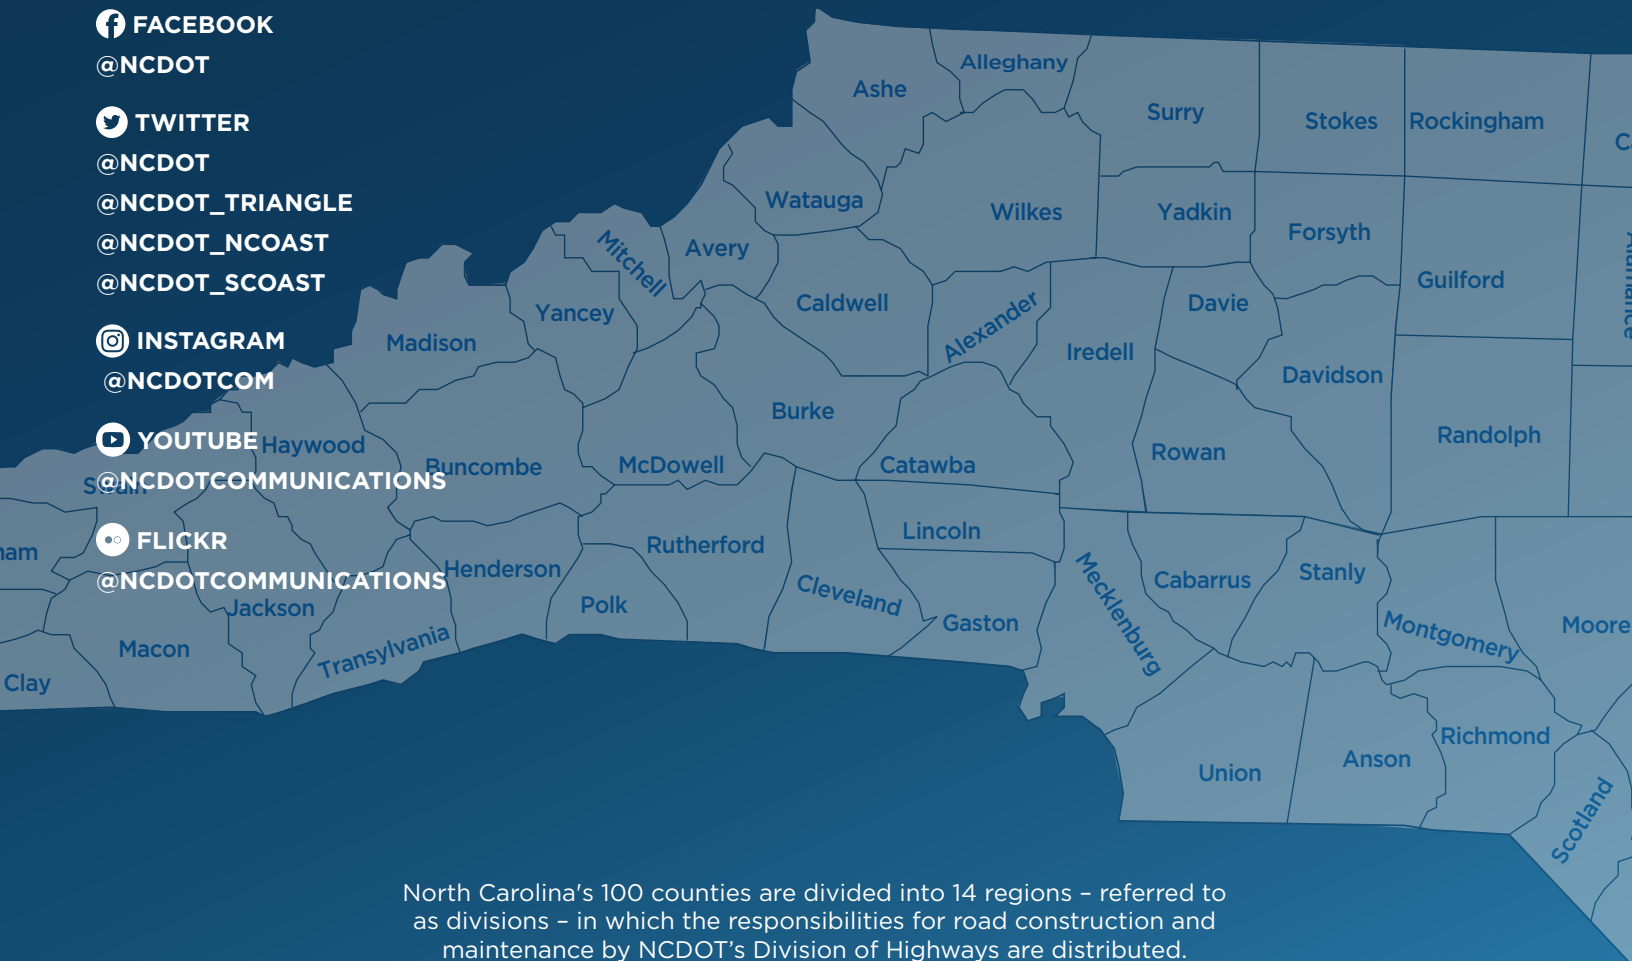 FACEBOOK
@NCDOT
TWITTER
@NCDOT
@NCDOT_TRIANGLE
@NCDOT_NCOAST
@NCDOT_SCOAST
INSTAGRAM
@NCDOTCOM
YOUTUBE
@NCDOTCOMMUNICATIONS
FLICKR
@NCDOTCOMMUNICATIONS
Ashe
Alleghany
Surry
Stokes
Rockingham
Watauga
Wilkes
Yadkin
Forsyth
Guilford
Alamance
Mitchell
Avery
Caldwell
Alexander
Davie
Yancey
Madison
Iredell
Davidson
Burke
Randolph
Haywood
Buncombe
McDowell
Catawba
Rowan
Swain
Lincoln
Rutherford
Henderson
Cleveland
Mecklenburg
Cabarrus
Stanly
Jackson
Polk
Gaston
Montgomery
Moore
Macon
Transylvania
Clay
Union
Anson
Richmond
Scotland
North Carolina's 100 counties are divided into 14 regions – referred to
as divisions – in which the responsibilities for road construction and
maintenance by NCDOT’s Division of Highways are distributed.